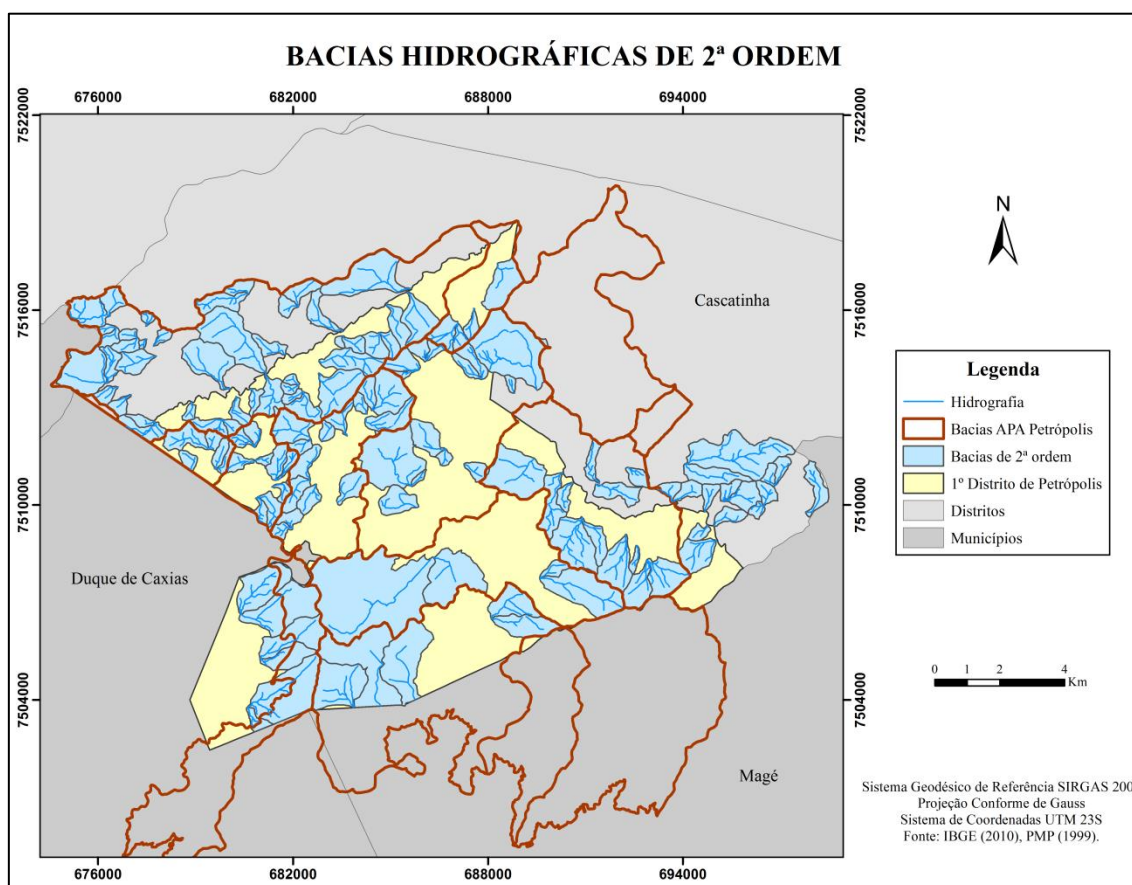 BACIAS HIDROGRÁFICAS DE 2ª ORDEM
676000 682000 688000 694000
7522000 7522000
7516000 7516000
7510000 7510000
7504000 7504000
Cascatinha
Duque de Caxias
Magé
676000 682000 688000 694000
N
Legenda
Hidrografia
Bacias APA Petrópolis
Bacias de 2ª ordem
1º Distrito de Petrópolis
Distritos
Municípios
0 1 2 4
Km
Sistema Geodésico de Referência SIRGAS 200
Projeção Conforme de Gauss
Sistema de Coordenadas UTM 23S
Fonte: IBGE (2010), PMP (1999).